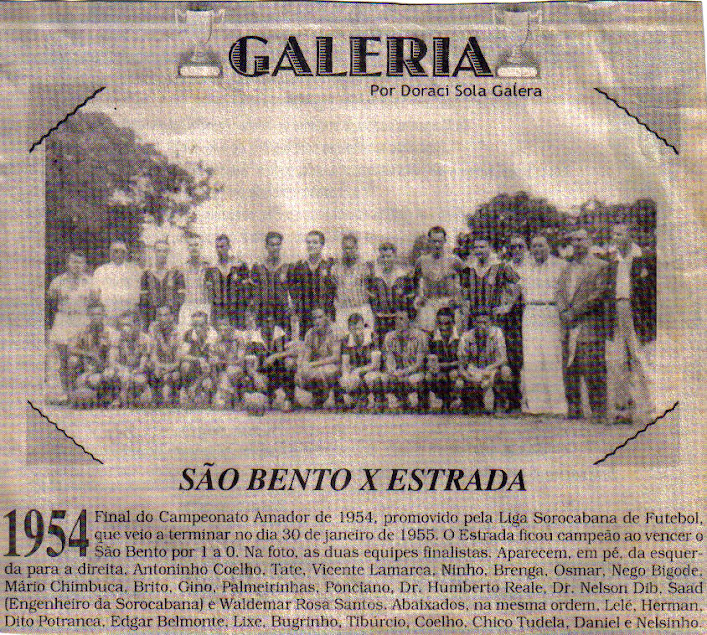 GALERIA
Por Doraci Sola Galera
SÃO BENTO X ESTRADA
1954 Final do Campeonato Amador de 1954, promovido pela Liga Sorocabana de Futebol,
que veio a terminar no dia 30 de janeiro de 1955. O Estrada ficou campeão ao vencer o
São Bento por 1 a 0. Na foto, as duas equipes finalistas. Aparecem, em pé, da esquer-
da para a direita, Antoninho Coelho, Tate, Vicente Lamarca, Ninho, Brenga, Osmar, Nego Bigode,
Mário Chimbuca, Brito, Gino, Palmeirinhas, Ponciano, Dr. Humberto Reale, Dr. Nelson Dib, Saad
(Engenheiro da Sorocabana) e Waldemar Rosa Santos. Abaixados, na mesma ordem, Lelé, Herman,
Dito Potranca, Edgar Belmonte, Lixe, Bugrinho, Tibúrcio, Coelho, Chico Tudela, Daniel e Nelsinho.